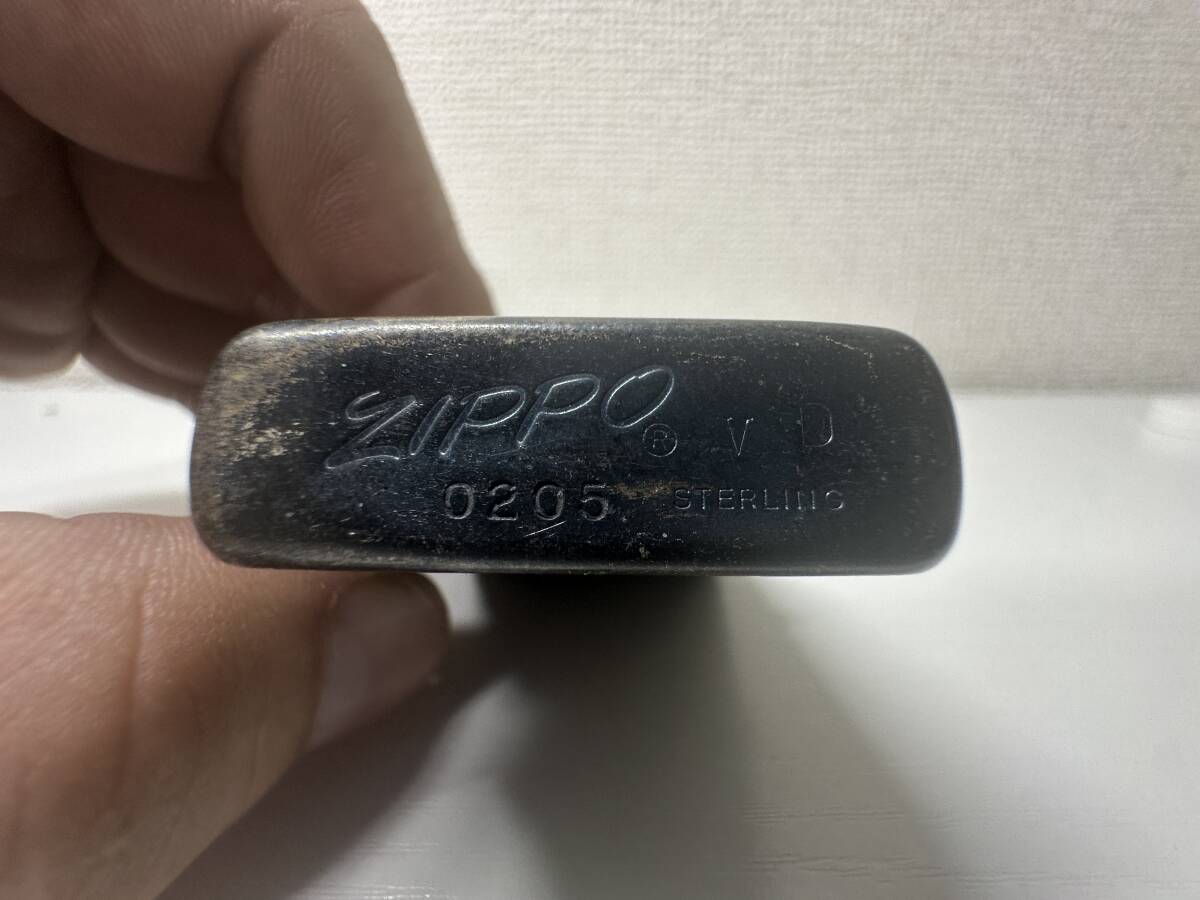 ZIPPO ® V D
0205 STERLING